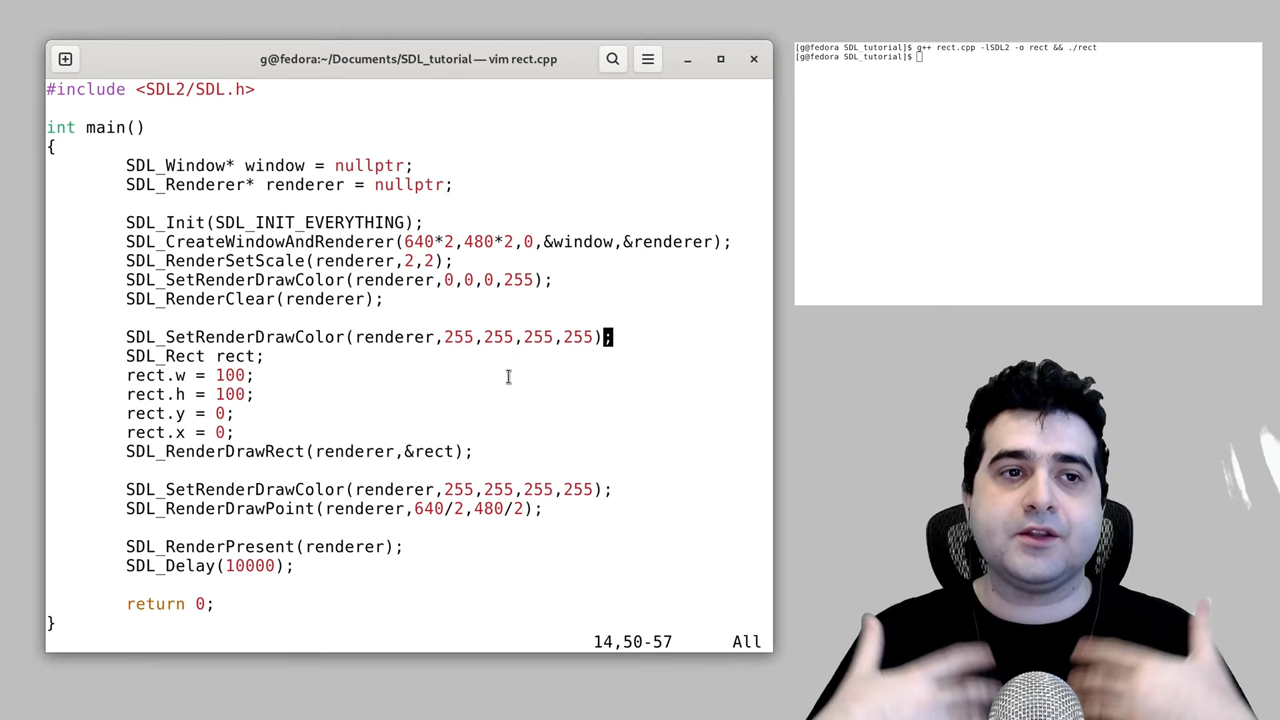 g@fedora:~/Documents/SDL_tutorial — vim rect.cpp
#include <SDL2/SDL.h>
int main()
{
SDL_Window* window = nullptr;
SDL_Renderer* renderer = nullptr;
SDL_Init(SDL_INIT_EVERYTHING);
SDL_CreateWindowAndRenderer(640*2,480*2,0,&window,&renderer);
SDL_RenderSetScale(renderer,2,2);
SDL_SetRenderDrawColor(renderer,0,0,0,255);
SDL_RenderClear(renderer);
SDL_SetRenderDrawColor(renderer,255,255,255,255);
SDL_Rect rect;
rect.w = 100;
rect.h = 100;
rect.y = 0;
rect.x = 0;
SDL_RenderDrawRect(renderer,&rect);
SDL_SetRenderDrawColor(renderer,255,255,255,255);
SDL_RenderDrawPoint(renderer,640/2,480/2);
SDL_RenderPresent(renderer);
SDL_Delay(10000);
return 0;
}
14,50-57 All
[g@fedora SDL_tutorial]$ g++ rect.cpp -lSDL2 -o rect && ./rect
[g@fedora SDL_tutorial]$